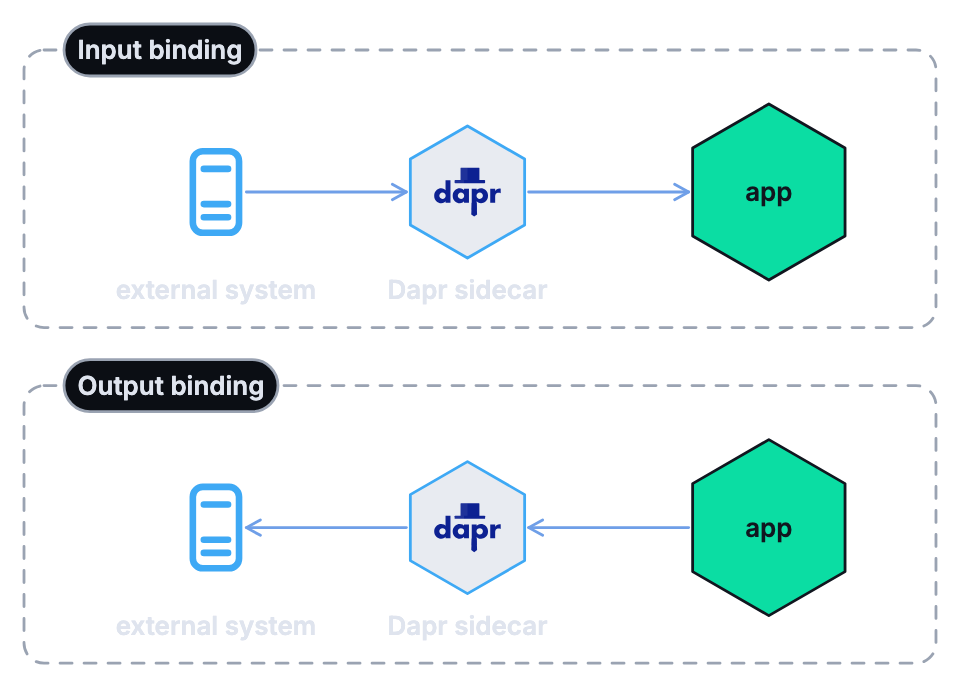 Input binding
dapr
app
external system
Dapr sidecar
Output binding
dapr
app
external system
Dapr sidecar